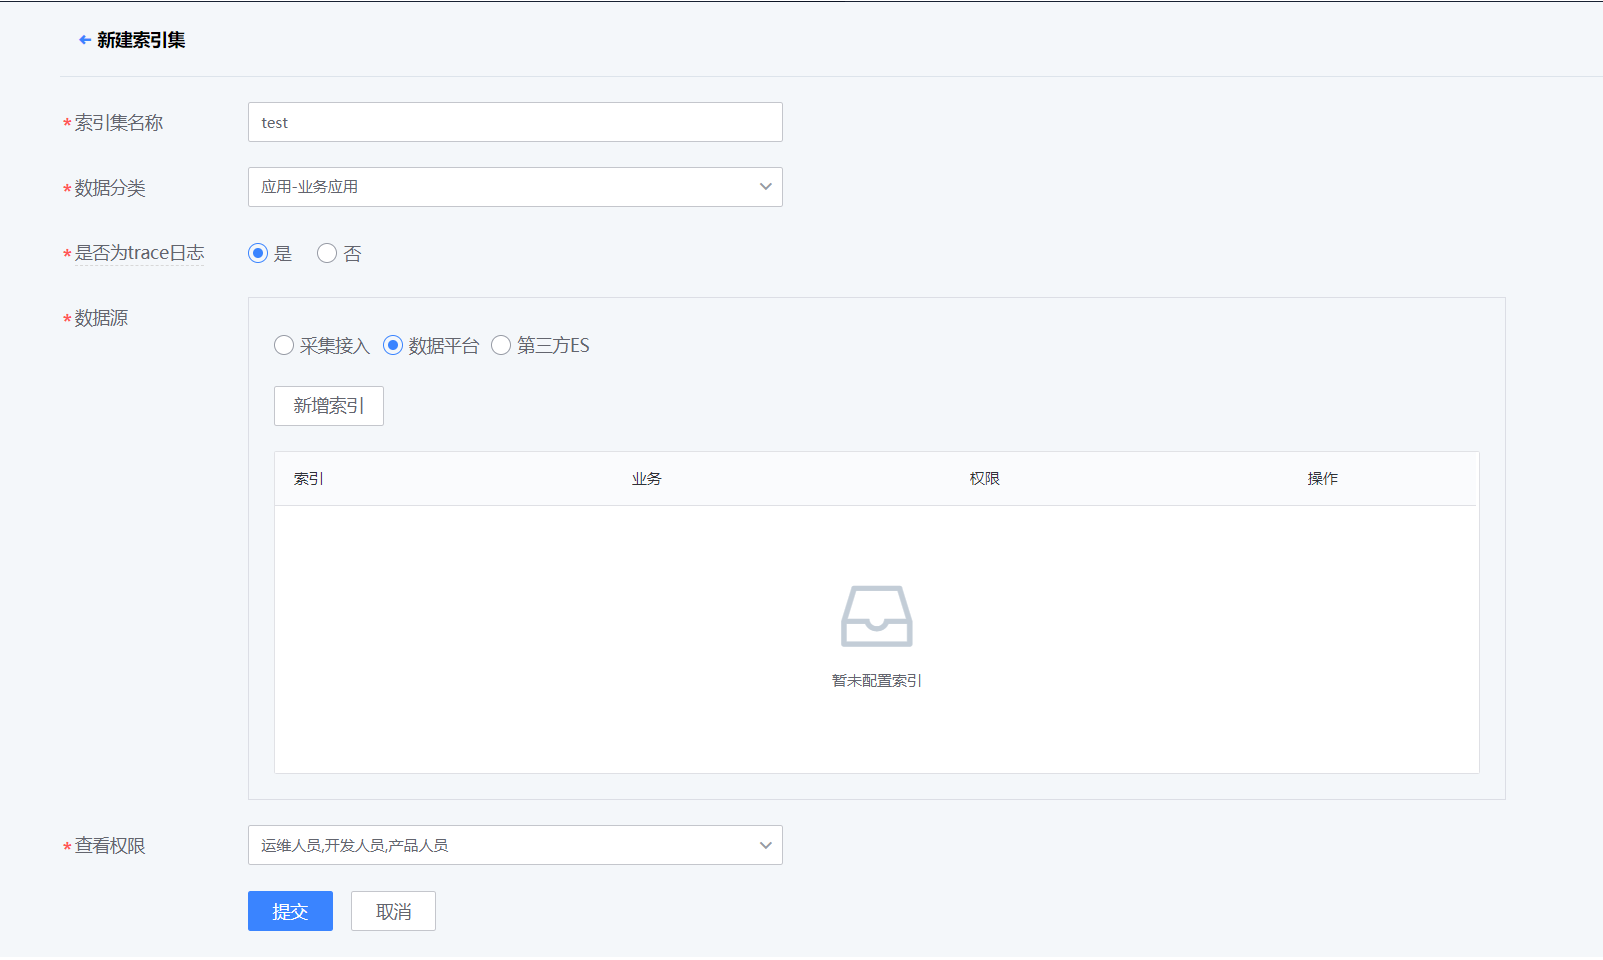 新建索引集
*索引集名称
test
*数据分类
应用-业务应用
*是否为trace日志
是 否
*数据源
采集接入 数据平台 第三方ES
新增索引
索引 业务 权限 操作
暂未配置索引
*查看权限
运维人员,开发人员,产品人员
提交 取消